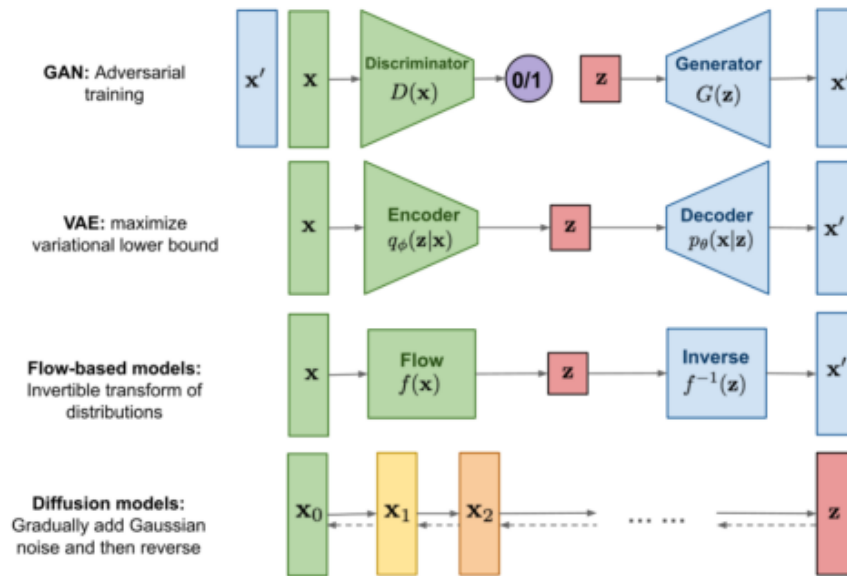 GAN: Adversarial
training
x′
x
Discriminator
D(x)
0/1
z
Generator
G(z)
x′
VAE: maximize
variational lower bound
x
Encoder
qϕ(z|x)
z
Decoder
pθ(x|z)
x′
Flow-based models:
Invertible transform of
distributions
x
Flow
f(x)
z
Inverse
f⁻¹(z)
x′
Diffusion models:
Gradually add Gaussian
noise and then reverse
x₀
x₁
x₂
... ...
z